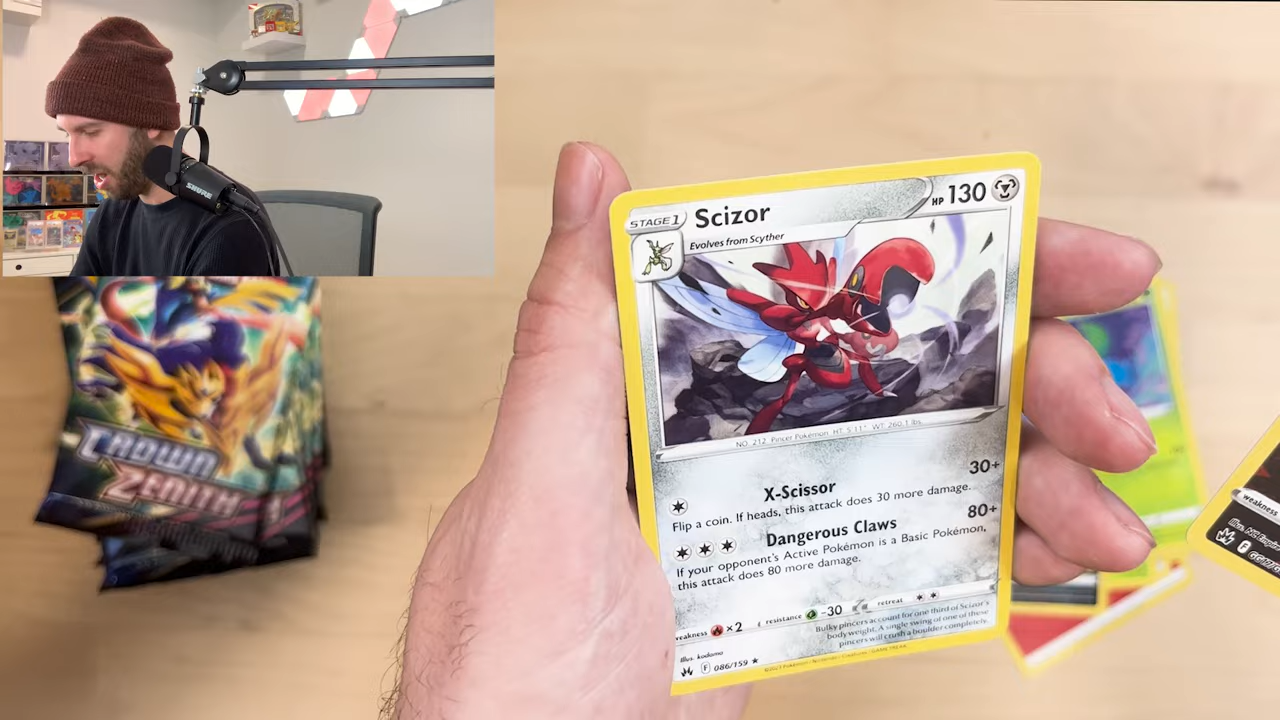 SHURE
CROWN
ZENITH
STAGE 1
Scizor
HP 130
Evolves from Scyther
NO. 212 Pincer Pokémon HT: 5'11" WT: 260.1 lbs.
X-Scissor
30+
Flip a coin. If heads, this attack does 30 more damage.
Dangerous Claws
80+
If your opponent's Active Pokémon is a Basic Pokémon,
this attack does 80 more damage.
weakness ×2 resistance -30 retreat
Bulky pincers account for one third of Scizor's
body weight. A single swing of one of these
pincers will crush a boulder completely.
Illus. kodama
F 086/159 ★
weakness
F